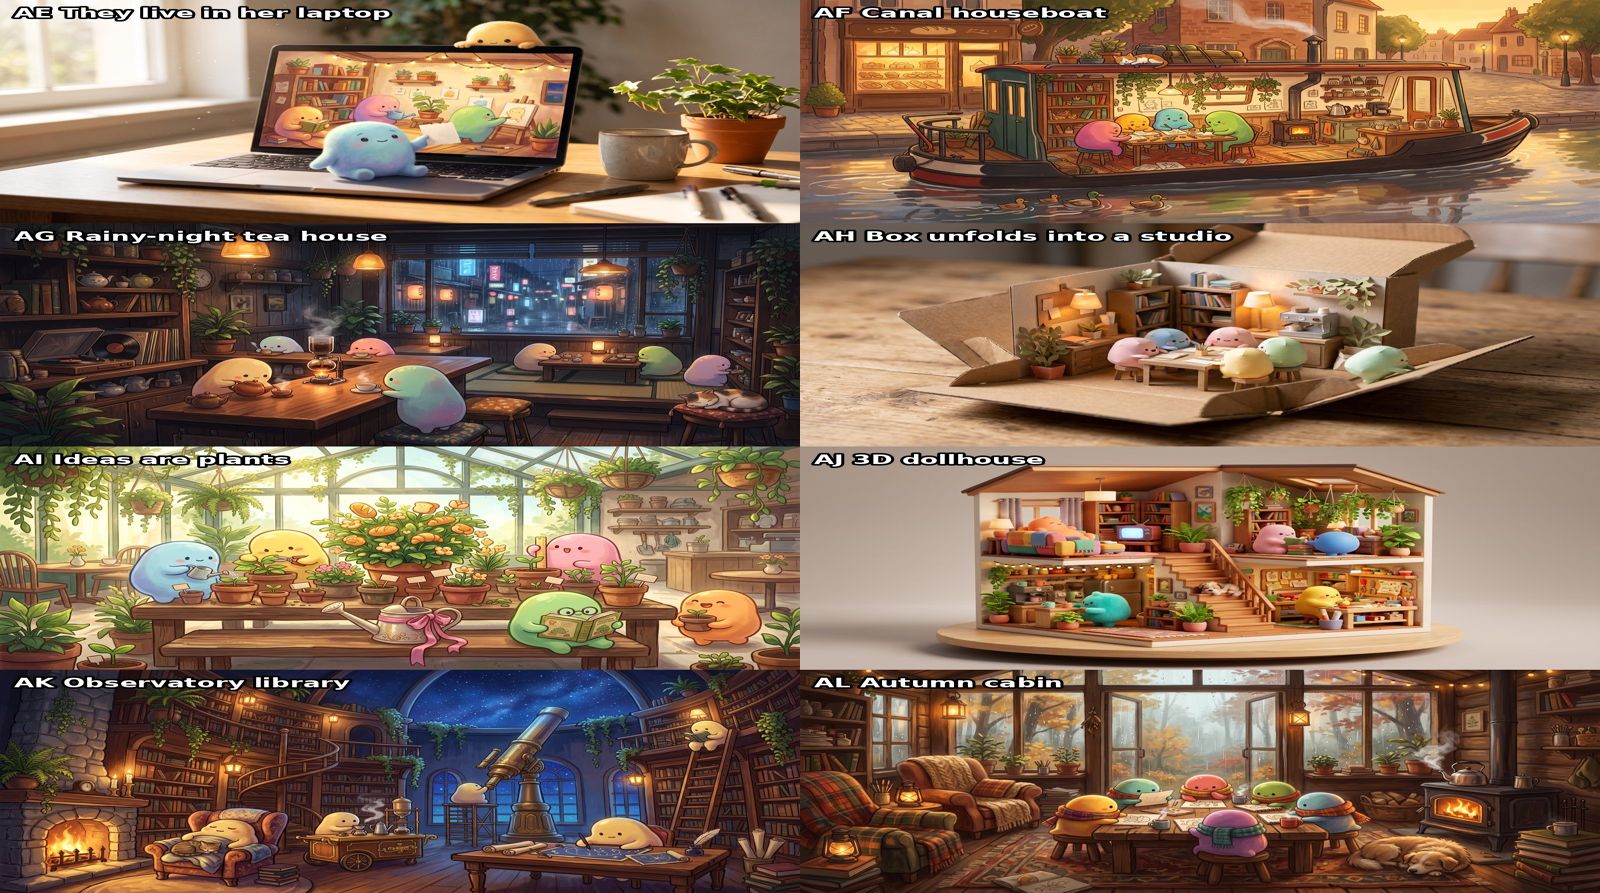 AE They live in her laptop
AF Canal houseboat
AG Rainy-night tea house
AH Box unfolds into a studio
AI Ideas are plants
AJ 3D dollhouse
AK Observatory library
AL Autumn cabin